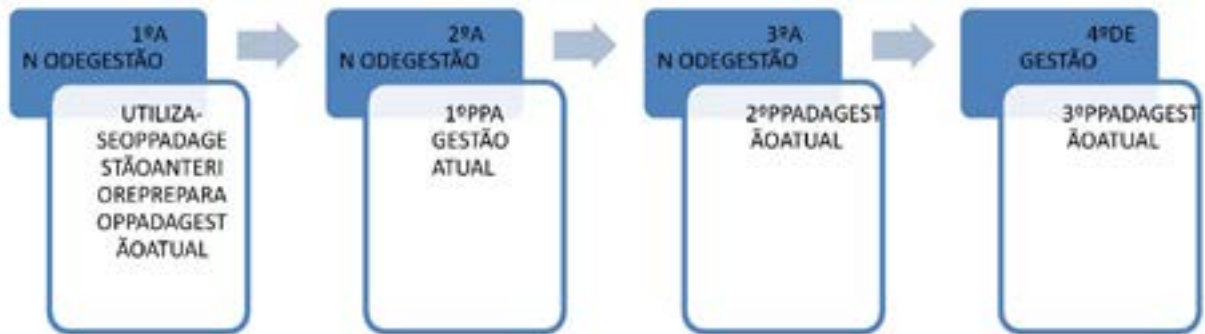 1ºA
N ODEGESTÃO
UTILIZA-
SEOPPADAGE
STÃOANTERI
OREPREPARA
OPPADAGEST
ÃOATUAL
2ºA
N ODEGESTÃO
1ºPPA
GESTÃO
ATUAL
3ºA
N ODEGESTÃO
2ºPPADAGEST
ÃOATUAL
4ºDE
GESTÃO
3ºPPADAGEST
ÃOATUAL